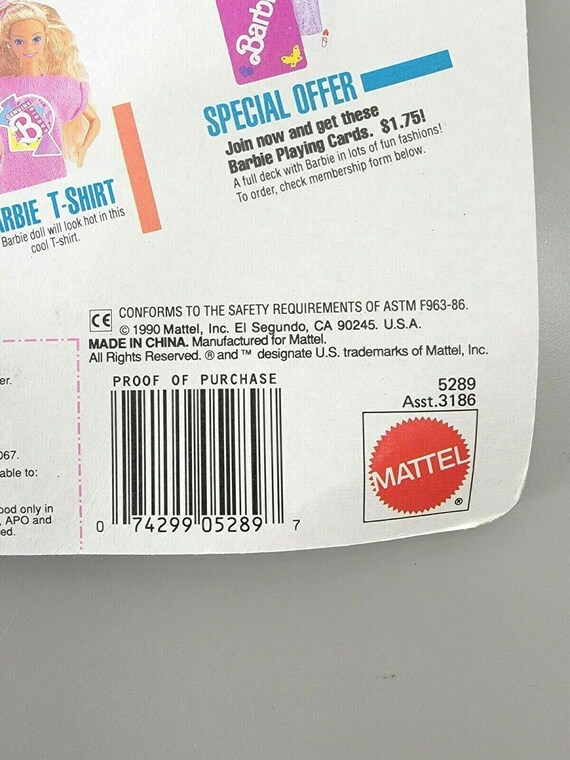 Barbie
B
SPECIAL OFFER
Join now and get these
Barbie Playing Cards. $1.75!
A full deck with Barbie in lots of fun fashions!
To order, check membership form below.
RBIE T-SHIRT
Barbie doll will look hot in this
cool T-shirt.
CE CONFORMS TO THE SAFETY REQUIREMENTS OF ASTM F963-86.
© 1990 Mattel, Inc. El Segundo, CA 90245. U.S.A.
MADE IN CHINA. Manufactured for Mattel.
All Rights Reserved. ® and ™ designate U.S. trademarks of Mattel, Inc.
PROOF OF PURCHASE
0 74299 05289 7
5289
Asst.3186
MATTEL
®
er.
067.
able to:
ood only in
, APO and
ed.